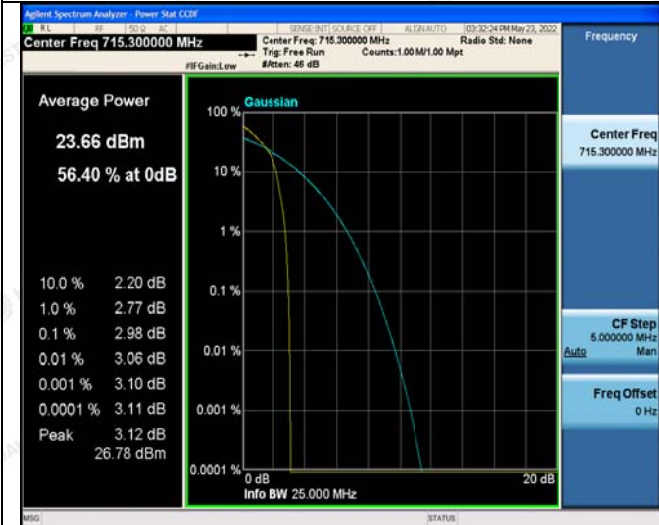 Agilent Spectrum Analyzer - Power Stat CCDF
RL RF 50 Ω AC SENSE:INT SOURCE OFF ALIGN AUTO 03:32:24 PM May 23, 2022
Center Freq 715.300000 MHz
Center Freq: 715.300000 MHz Radio Std: None
Trig: Free Run Counts:1.00 M/1.00 Mpt
#IFGain:Low #Atten: 46 dB
Frequency
Average Power
23.66 dBm
56.40 % at 0dB
10.0 % 2.20 dB
1.0 % 2.77 dB
0.1 % 2.98 dB
0.01 % 3.06 dB
0.001 % 3.10 dB
0.0001 % 3.11 dB
Peak 3.12 dB
26.78 dBm
Gaussian
100 %
10 %
1 %
0.1 %
0.01 %
0.001 %
0.0001 %
0 dB 20 dB
Info BW 25.000 MHz
Center Freq
715.300000 MHz
CF Step
5.000000 MHz
Auto Man
Freq Offset
0 Hz
MSG STATUS